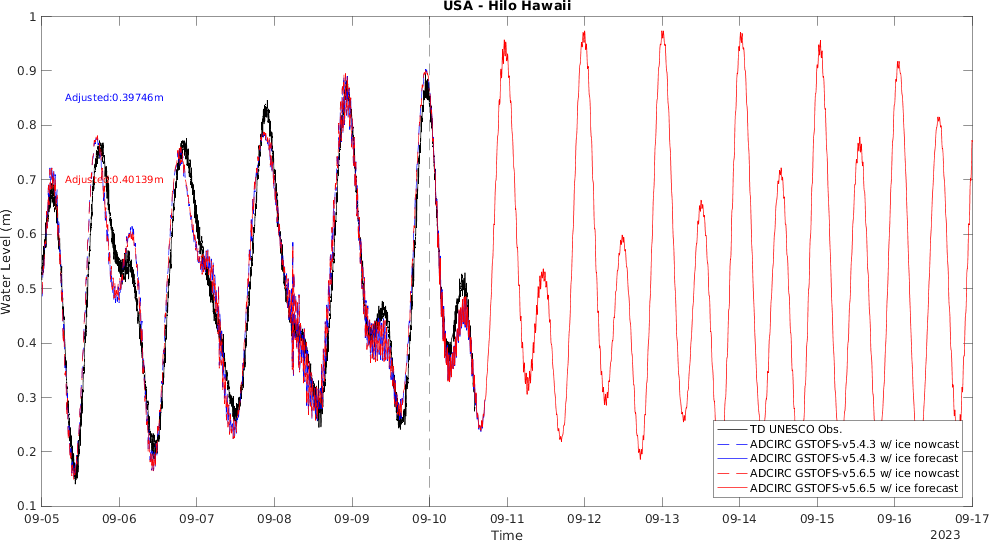 USA - Hilo Hawaii
Water Level (m)
1
0.9
0.8
0.7
0.6
0.5
0.4
0.3
0.2
0.1
Adjusted:0.39746m
Adjusted:0.40139m
TD UNESCO Obs.
ADCIRC GSTOFS-v5.4.3 w/ ice nowcast
ADCIRC GSTOFS-v5.4.3 w/ ice forecast
ADCIRC GSTOFS-v5.6.5 w/ ice nowcast
ADCIRC GSTOFS-v5.6.5 w/ ice forecast
09-05 09-06 09-07 09-08 09-09 09-10 09-11 09-12 09-13 09-14 09-15 09-16 09-17
Time
2023